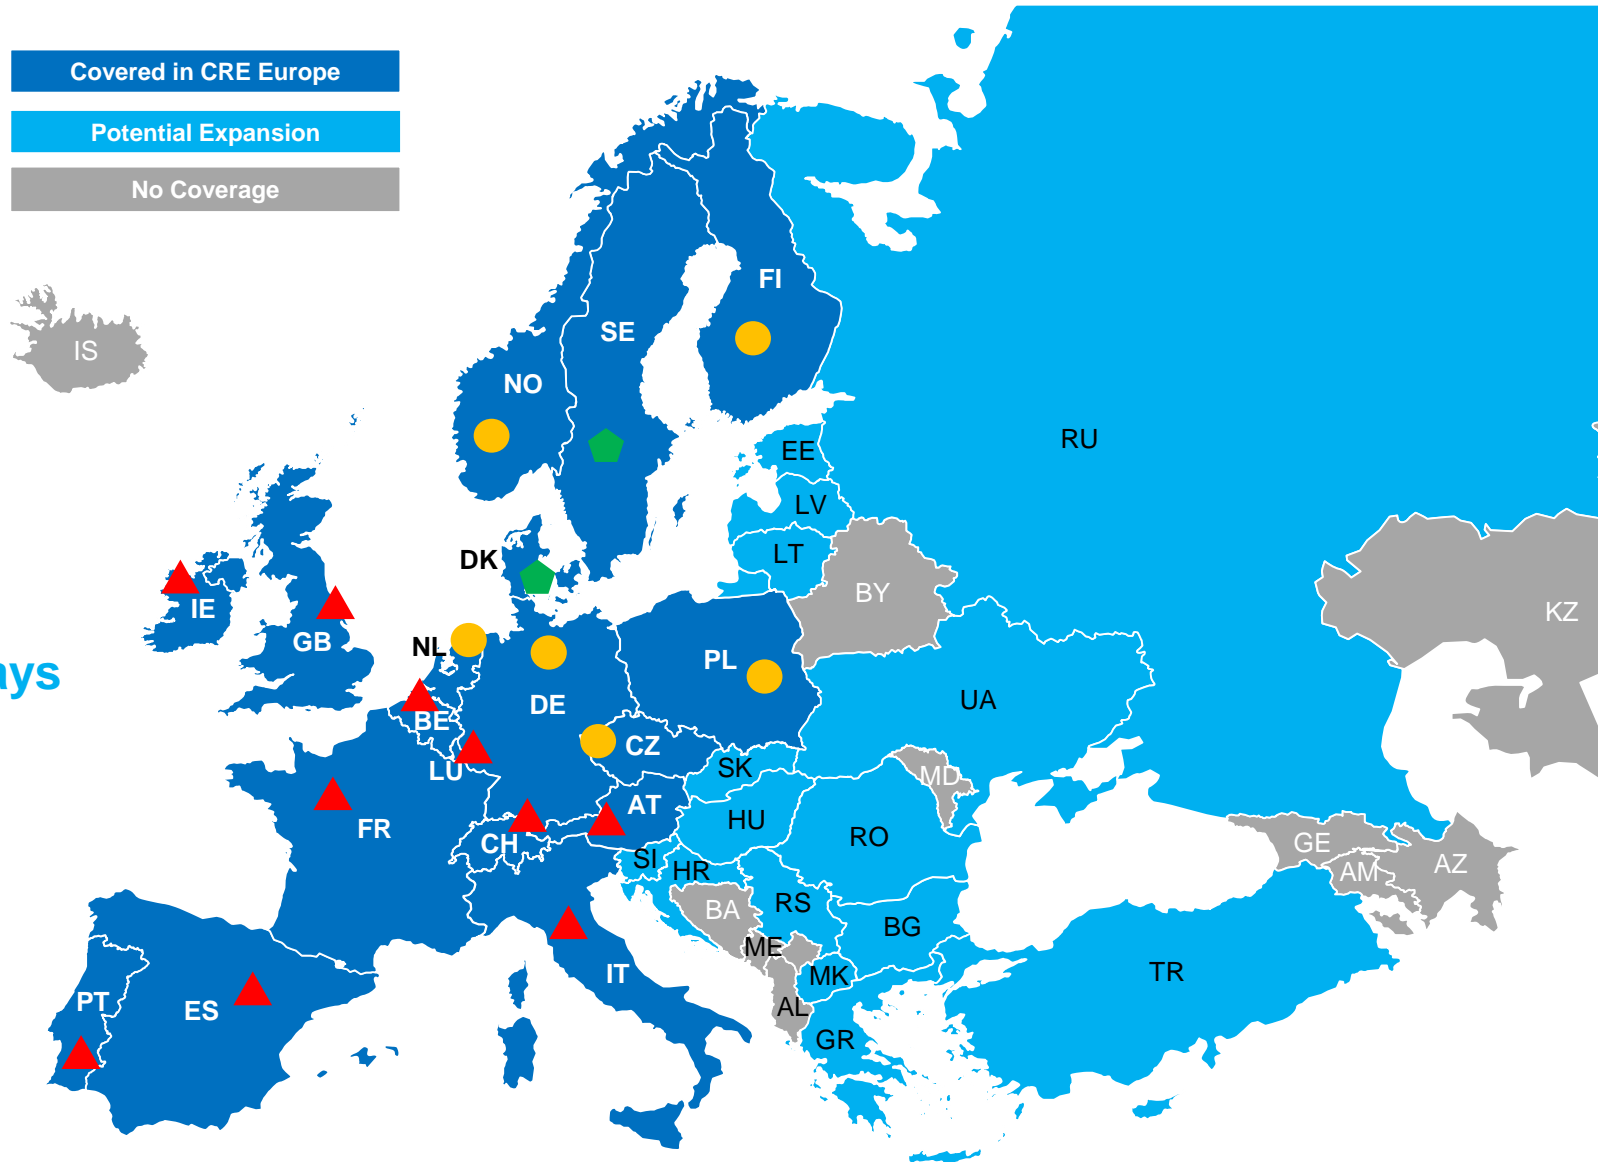 Covered in CRE Europe
Potential Expansion
No Coverage
FI
SE
IS
NO
RU
EE
LV
LT
DK
BY
IE
KZ
GB
NL
PL
ays
UA
DE
BE
CZ
LU
SK
MD
AT
HU
FR
RO
CH
GE
SI
HR
AZ
AM
RS
BA
BG
ME
IT
MK
TR
PT
ES
AL
GR